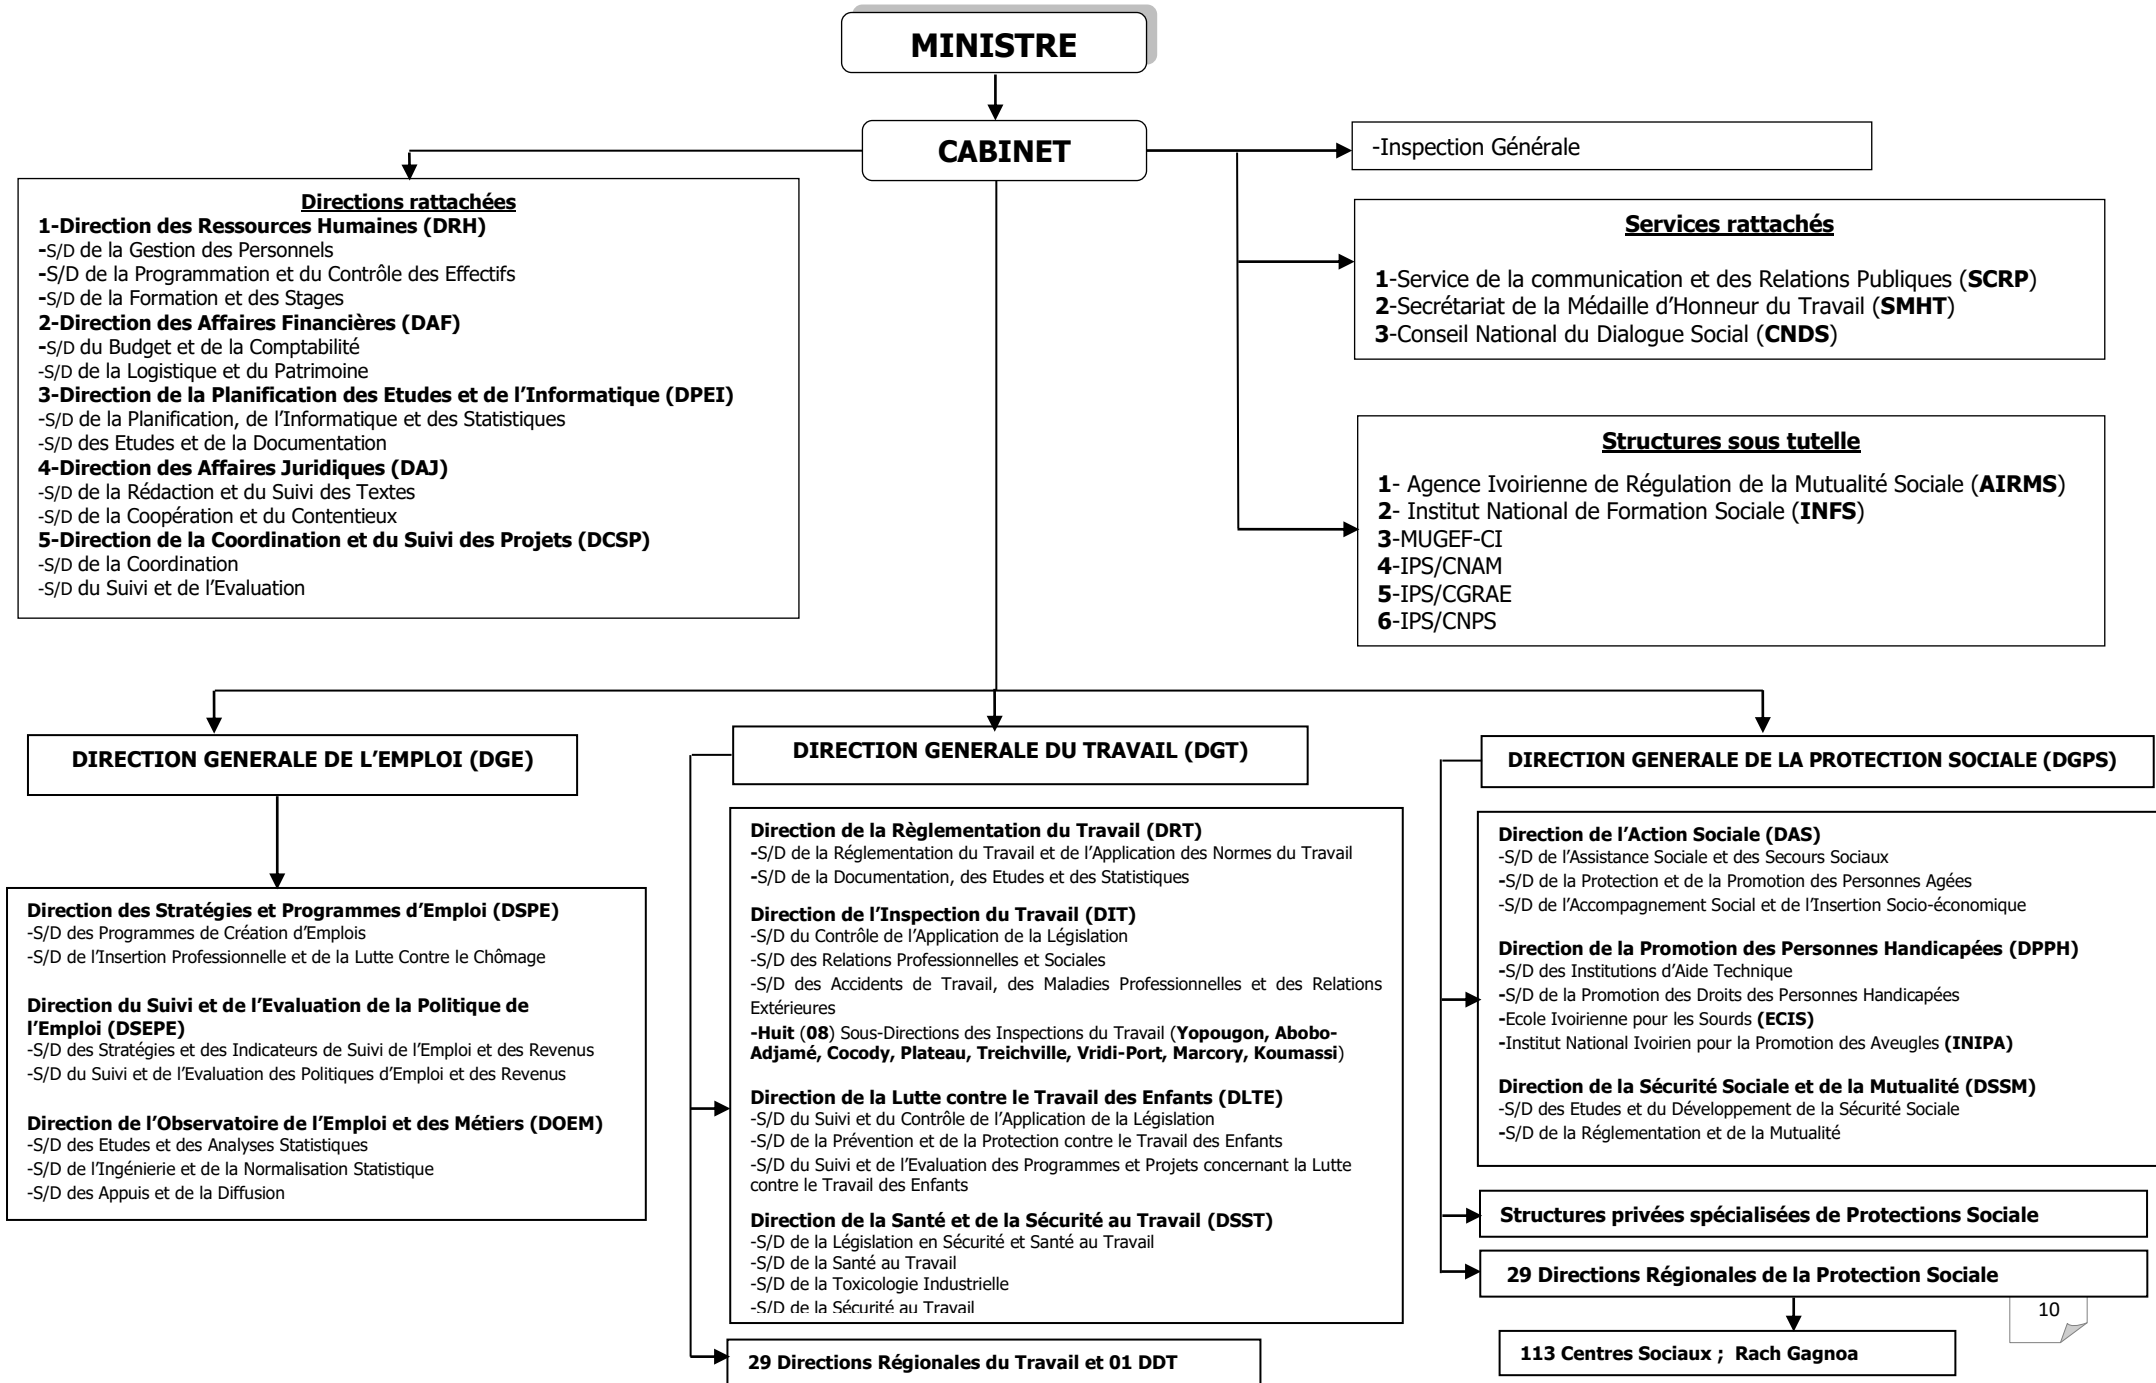 MINISTRE
CABINET
-Inspection Générale
Directions rattachées
1-Direction des Ressources Humaines (DRH)
-S/D de la Gestion des Personnels
-S/D de la Programmation et du Contrôle des Effectifs
-S/D de la Formation et des Stages
2-Direction des Affaires Financières (DAF)
-S/D du Budget et de la Comptabilité
-S/D de la Logistique et du Patrimoine
3-Direction de la Planification des Etudes et de l’Informatique (DPEI)
-S/D de la Planification, de l’Informatique et des Statistiques
-S/D des Etudes et de la Documentation
4-Direction des Affaires Juridiques (DAJ)
-S/D de la Rédaction et du Suivi des Textes
-S/D de la Coopération et du Contentieux
5-Direction de la Coordination et du Suivi des Projets (DCSP)
-S/D de la Coordination
-S/D du Suivi et de l’Evaluation
Services rattachés
1-Service de la communication et des Relations Publiques (SCRP)
2-Secrétariat de la Médaille d’Honneur du Travail (SMHT)
3-Conseil National du Dialogue Social (CNDS)
Structures sous tutelle
1- Agence Ivoirienne de Régulation de la Mutualité Sociale (AIRMS)
2- Institut National de Formation Sociale (INFS)
3-MUGEF-CI
4-IPS/CNAM
5-IPS/CGRAE
6-IPS/CNPS
DIRECTION GENERALE DE L’EMPLOI (DGE)
Direction des Stratégies et Programmes d’Emploi (DSPE)
-S/D des Programmes de Création d’Emplois
-S/D de l’Insertion Professionnelle et de la Lutte Contre le Chômage
Direction du Suivi et de l’Evaluation de la Politique de
l’Emploi (DSEPE)
-S/D des Stratégies et des Indicateurs de Suivi de l’Emploi et des Revenus
-S/D du Suivi et de l’Evaluation des Politiques d’Emploi et des Revenus
Direction de l’Observatoire de l’Emploi et des Métiers (DOEM)
-S/D des Etudes et des Analyses Statistiques
-S/D de l’Ingénierie et de la Normalisation Statistique
-S/D des Appuis et de la Diffusion
DIRECTION GENERALE DU TRAVAIL (DGT)
Direction de la Règlementation du Travail (DRT)
-S/D de la Réglementation du Travail et de l’Application des Normes du Travail
-S/D de la Documentation, des Etudes et des Statistiques
Direction de l’Inspection du Travail (DIT)
-S/D du Contrôle de l’Application de la Législation
-S/D des Relations Professionnelles et Sociales
-S/D des Accidents de Travail, des Maladies Professionnelles et des Relations
Extérieures
-Huit (08) Sous-Directions des Inspections du Travail (Yopougon, Abobo-
Adjamé, Cocody, Plateau, Treichville, Vridi-Port, Marcory, Koumassi)
Direction de la Lutte contre le Travail des Enfants (DLTE)
-S/D du Suivi et du Contrôle de l’Application de la Législation
-S/D de la Prévention et de la Protection contre le Travail des Enfants
-S/D du Suivi et de l’Evaluation des Programmes et Projets concernant la Lutte
contre le Travail des Enfants
Direction de la Santé et de la Sécurité au Travail (DSST)
-S/D de la Législation en Sécurité et Santé au Travail
-S/D de la Santé au Travail
-S/D de la Toxicologie Industrielle
-S/D de la Sécurité au Travail
29 Directions Régionales du Travail et 01 DDT
DIRECTION GENERALE DE LA PROTECTION SOCIALE (DGPS)
Direction de l’Action Sociale (DAS)
-S/D de l’Assistance Sociale et des Secours Sociaux
-S/D de la Protection et de la Promotion des Personnes Agées
-S/D de l’Accompagnement Social et de l’Insertion Socio-économique
Direction de la Promotion des Personnes Handicapées (DPPH)
-S/D des Institutions d’Aide Technique
-S/D de la Promotion des Droits des Personnes Handicapées
-Ecole Ivoirienne pour les Sourds (ECIS)
-Institut National Ivoirien pour la Promotion des Aveugles (INIPA)
Direction de la Sécurité Sociale et de la Mutualité (DSSM)
-S/D des Etudes et du Développement de la Sécurité Sociale
-S/D de la Réglementation et de la Mutualité
Structures privées spécialisées de Protections Sociale
29 Directions Régionales de la Protection Sociale
10
113 Centres Sociaux ; Rach Gagnoa